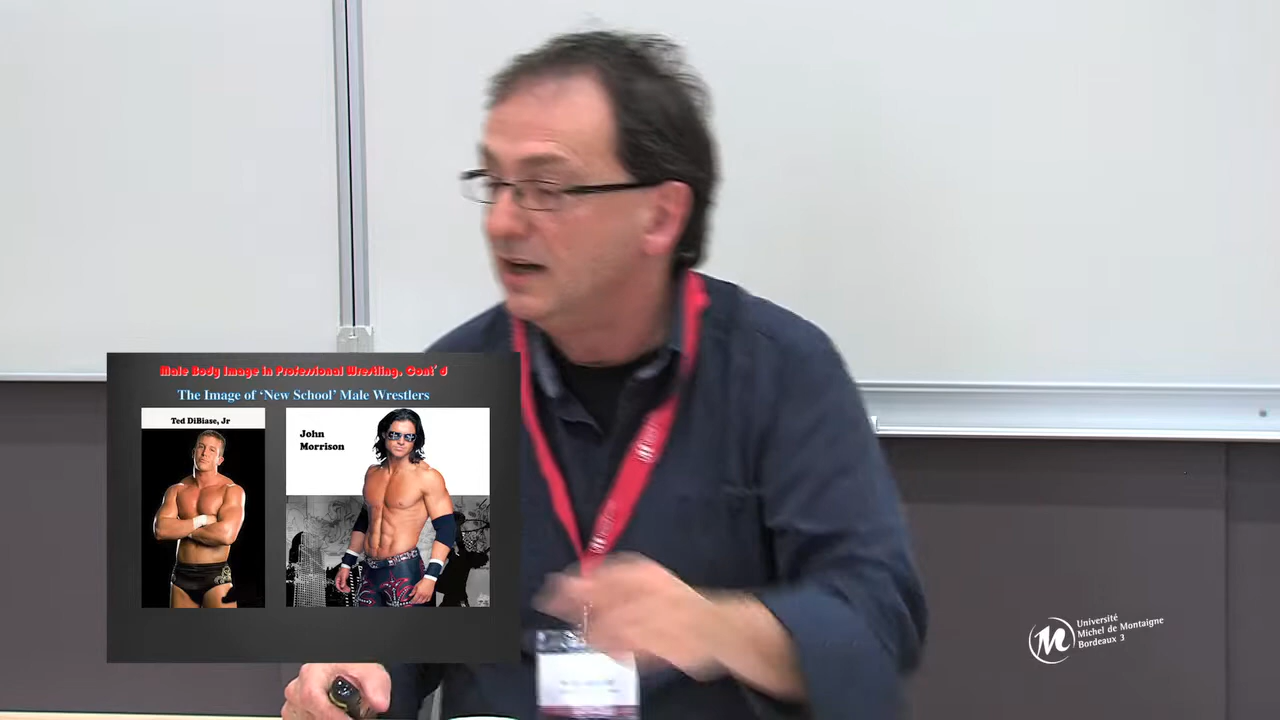 Male Body Image in Professional Wrestling, Cont'd
The Image of 'New School' Male Wrestlers
Ted DiBiase, Jr
John
Morrison
Université
Michel de Montaigne
Bordeaux 3